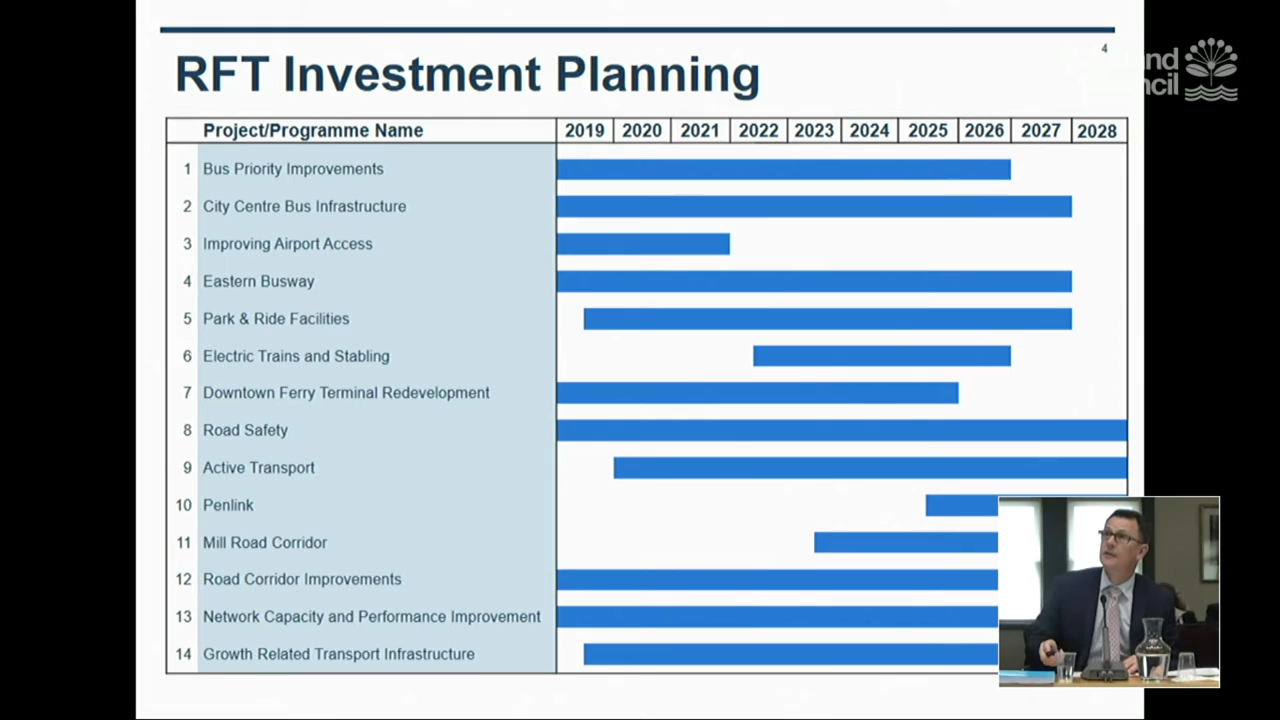 4
RFT Investment Planning
Project/Programme Name 2019 2020 2021 2022 2023 2024 2025 2026 2027 2028
1 Bus Priority Improvements
2 City Centre Bus Infrastructure
3 Improving Airport Access
4 Eastern Busway
5 Park & Ride Facilities
6 Electric Trains and Stabling
7 Downtown Ferry Terminal Redevelopment
8 Road Safety
9 Active Transport
10 Penlink
11 Mill Road Corridor
12 Road Corridor Improvements
13 Network Capacity and Performance Improvement
14 Growth Related Transport Infrastructure